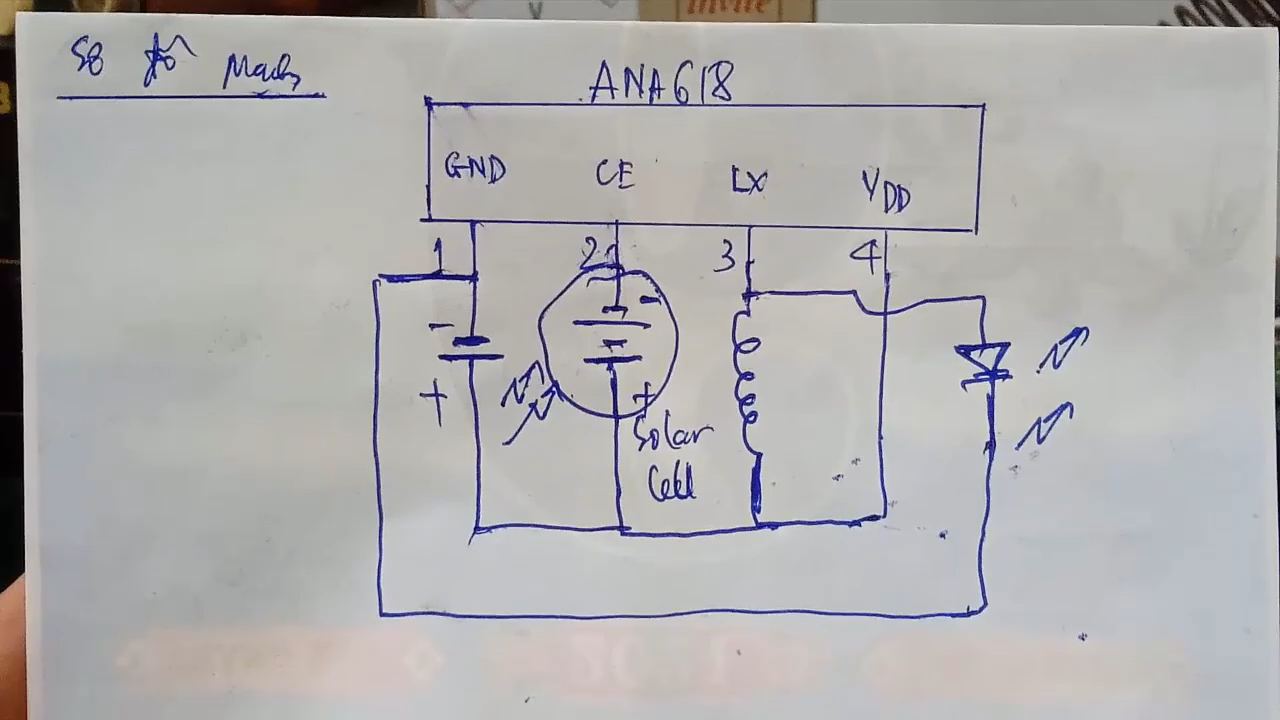 ANA618
GND CE LX VDD
1 2 3 4
-
-
+
+
Solar
Cell